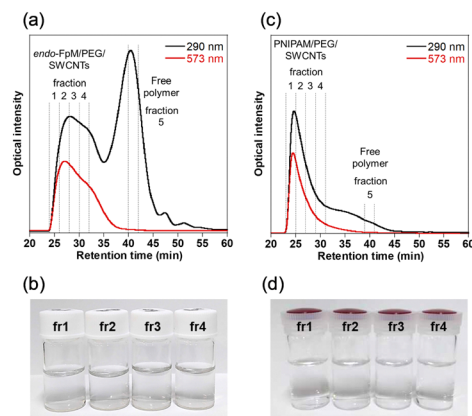 (a)
endo-FpM/PEG/
SWCNTs
fraction
1 2 3 4
290 nm
573 nm
Free
polymer
fraction
5
Optical intensity
20 25 30 35 40 45 50 55 60
Retention time (min)
(c)
PNIPAM/PEG/
SWCNTs
fraction
1 2 3 4
290 nm
573 nm
Free
polymer
fraction
5
Optical intensity
20 25 30 35 40 45 50 55 60
Retention time (min)
(b)
fr1 fr2 fr3 fr4
(d)
fr1 fr2 fr3 fr4